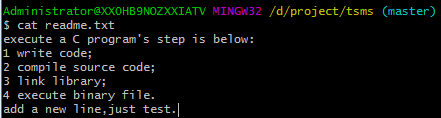 Administrator@XXOHB9NOZXXIATV MINGW32 /d/project/tsms (master)
$ cat readme.txt
execute a C program's step is below:
1 write code;
2 compile source code;
3 link library;
4 execute binary file.
add a new line,just test.